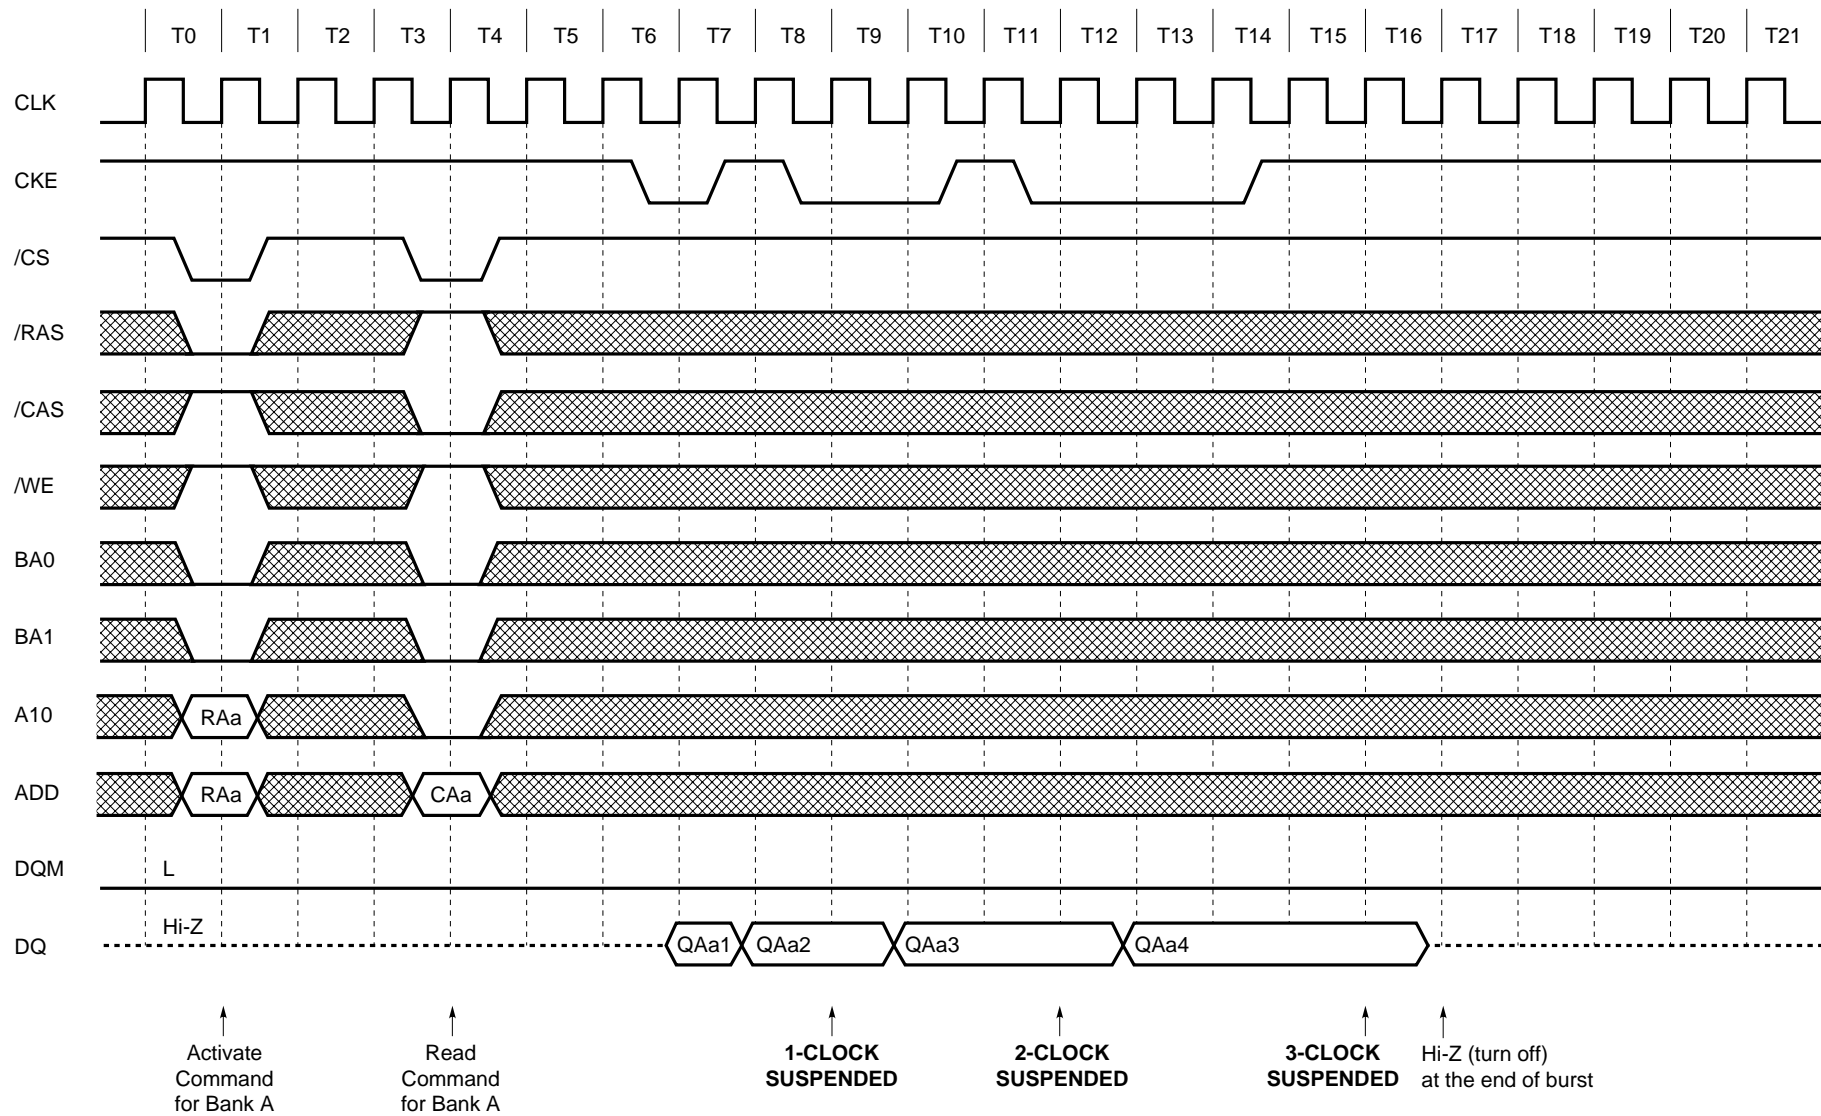 T0 T1 T2 T3 T4 T5 T6 T7 T8 T9 T10 T11 T12 T13 T14 T15 T16 T17 T18 T19 T20 T21
CLK
CKE
/CS
/RAS
/CAS
/WE
BA0
BA1
A10 RAa
ADD RAa CAa
DQM L
Hi-Z
DQ QAa1 QAa2 QAa3 QAa4
Activate
Command
for Bank A
Read
Command
for Bank A
1-CLOCK
SUSPENDED
2-CLOCK
SUSPENDED
3-CLOCK
SUSPENDED
Hi-Z (turn off)
at the end of burst